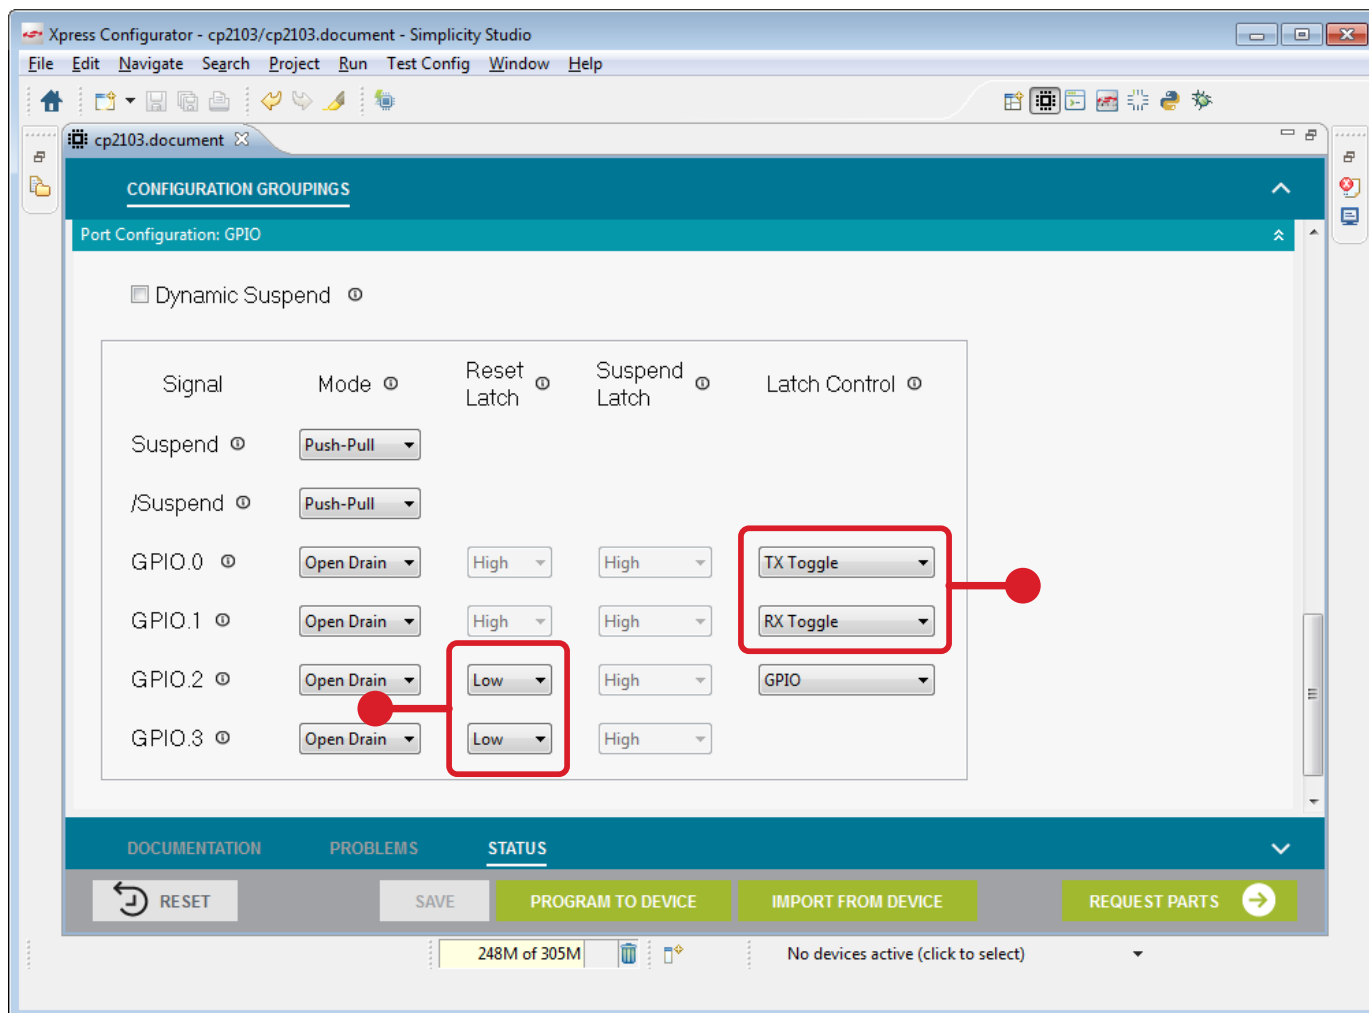 Xpress Configurator - cp2103/cp2103.document - Simplicity Studio
File Edit Navigate Search Project Run Test Config Window Help
cp2103.document
CONFIGURATION GROUPINGS
Port Configuration: GPIO
Dynamic Suspend
Signal Mode Reset Latch Suspend Latch Latch Control
Suspend Push-Pull
/Suspend Push-Pull
GPIO.0 Open Drain High High TX Toggle
GPIO.1 Open Drain High High RX Toggle
GPIO.2 Open Drain Low High GPIO
GPIO.3 Open Drain Low High
DOCUMENTATION PROBLEMS STATUS
RESET SAVE PROGRAM TO DEVICE IMPORT FROM DEVICE REQUEST PARTS
248M of 305M No devices active (click to select)